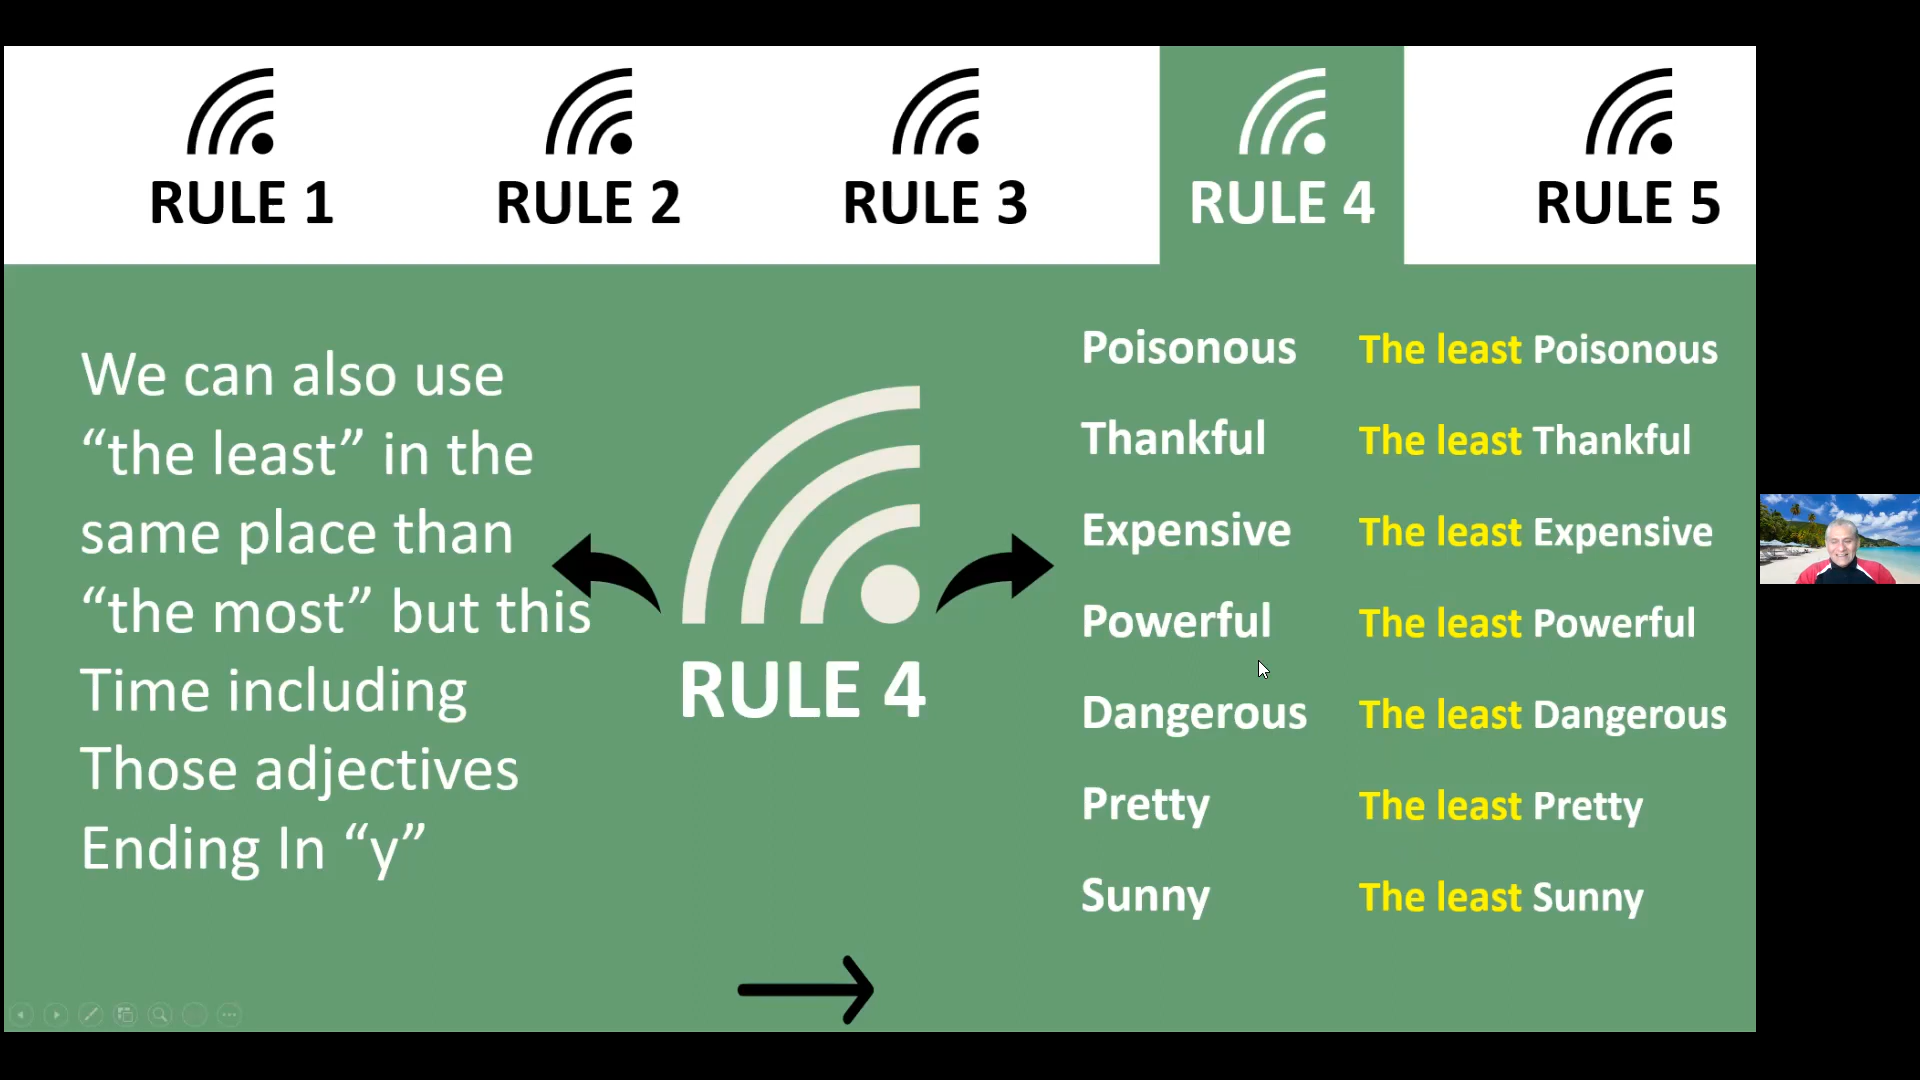 RULE 1
RULE 2
RULE 3
RULE 4
RULE 5
We can also use
“the least” in the
same place than
“the most” but this
Time including
Those adjectives
Ending In “y”
RULE 4
Poisonous The least Poisonous
Thankful The least Thankful
Expensive The least Expensive
Powerful The least Powerful
Dangerous The least Dangerous
Pretty The least Pretty
Sunny The least Sunny